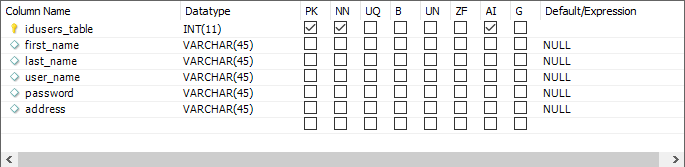 Column Name Datatype PK NN UQ B UN ZF AI G Default/Expression
idusers_table INT(11)
first_name VARCHAR(45) NULL
last_name VARCHAR(45) NULL
user_name VARCHAR(45) NULL
password VARCHAR(45) NULL
address VARCHAR(45) NULL